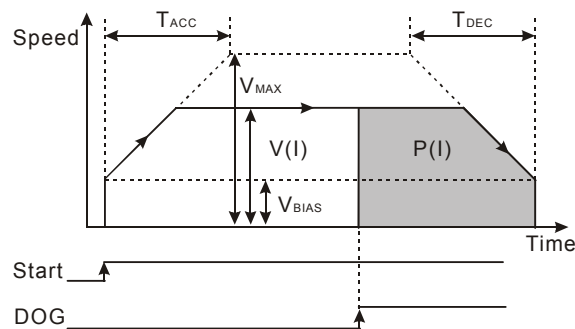 TACC
TDEC
Speed
VMAX
V(I)
P(I)
VBIAS
Time
Start
DOG